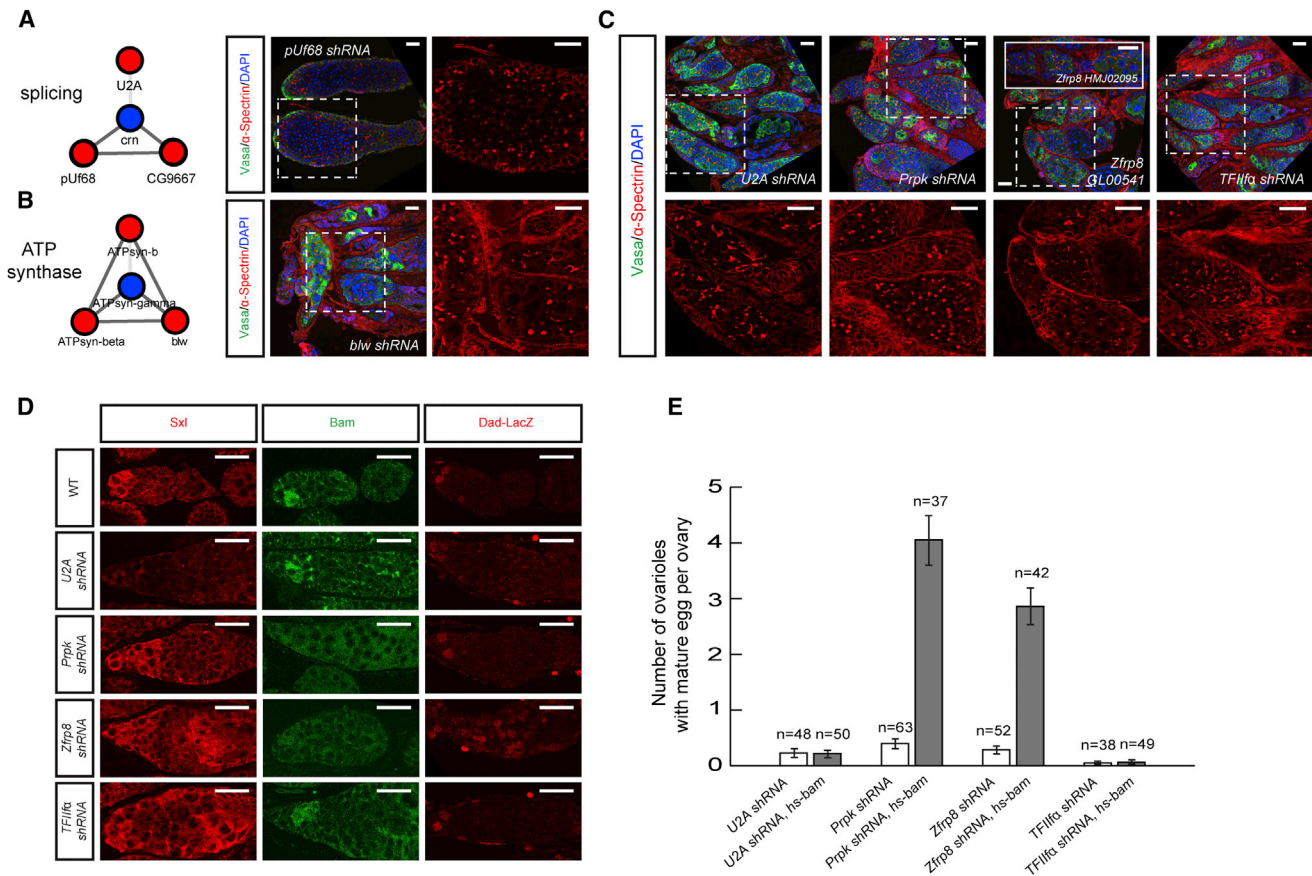 A
splicing
U2A
crn
pUf68
CG9667
Vasa/α-Spectrin/DAPI
pUf68 shRNA
B
ATP
synthase
ATPsyn-b
ATPsyn-gamma
ATPsyn-beta
blw
Vasa/α-Spectrin/DAPI
blw shRNA
C
Vasa/α-Spectrin/DAPI
U2A shRNA
Prpk shRNA
Zfrp8 HMJ02095
Zfrp8
GL00541
TFIIfα shRNA
D
Sxl
Bam
Dad-LacZ
WT
U2A
shRNA
Prpk
shRNA
Zfrp8
shRNA
TFIIfα
shRNA
E
Number of ovarioles
with mature egg per ovary
5
4
3
2
1
0
n=48
n=50
n=63
n=37
n=52
n=42
n=38
n=49
U2A shRNA
U2A shRNA, hs-bam
Prpk shRNA
Prpk shRNA, hs-bam
Zfrp8 shRNA
Zfrp8 shRNA, hs-bam
TFIIfα shRNA
TFIIfα shRNA, hs-bam